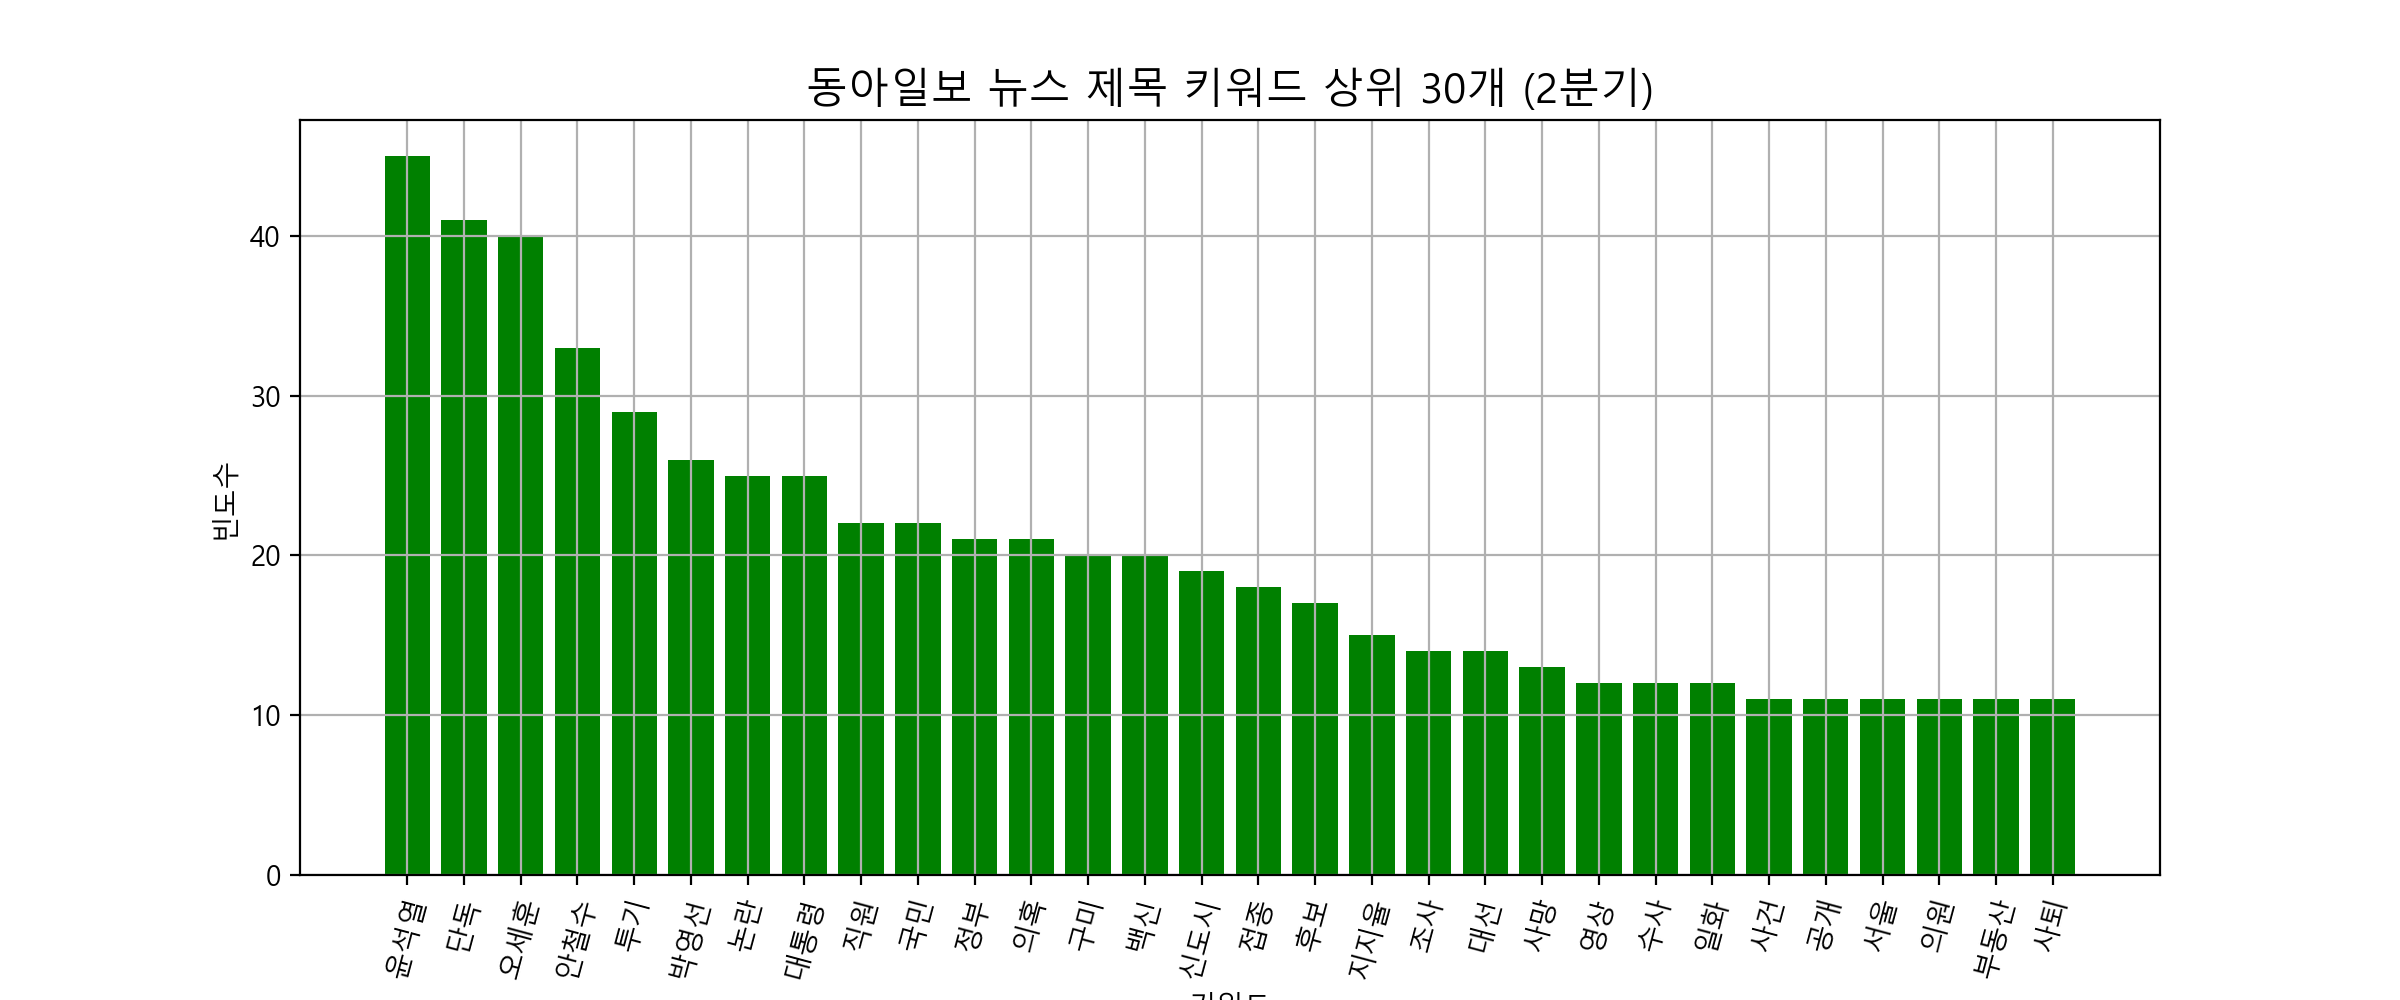 동아일보 뉴스 제목 키워드 상위 30개 (2분기)
빈도수
40
30
20
10
0
윤석열 단독 오세훈 안철수 투기 박영선 논란 대통령 직원 국민 정부 의혹 구미 백신 신도시 접종 후보 지지율 조사 대선 사망 영상 수사 일화 사건 공개 서울 의원 부동산 사퇴